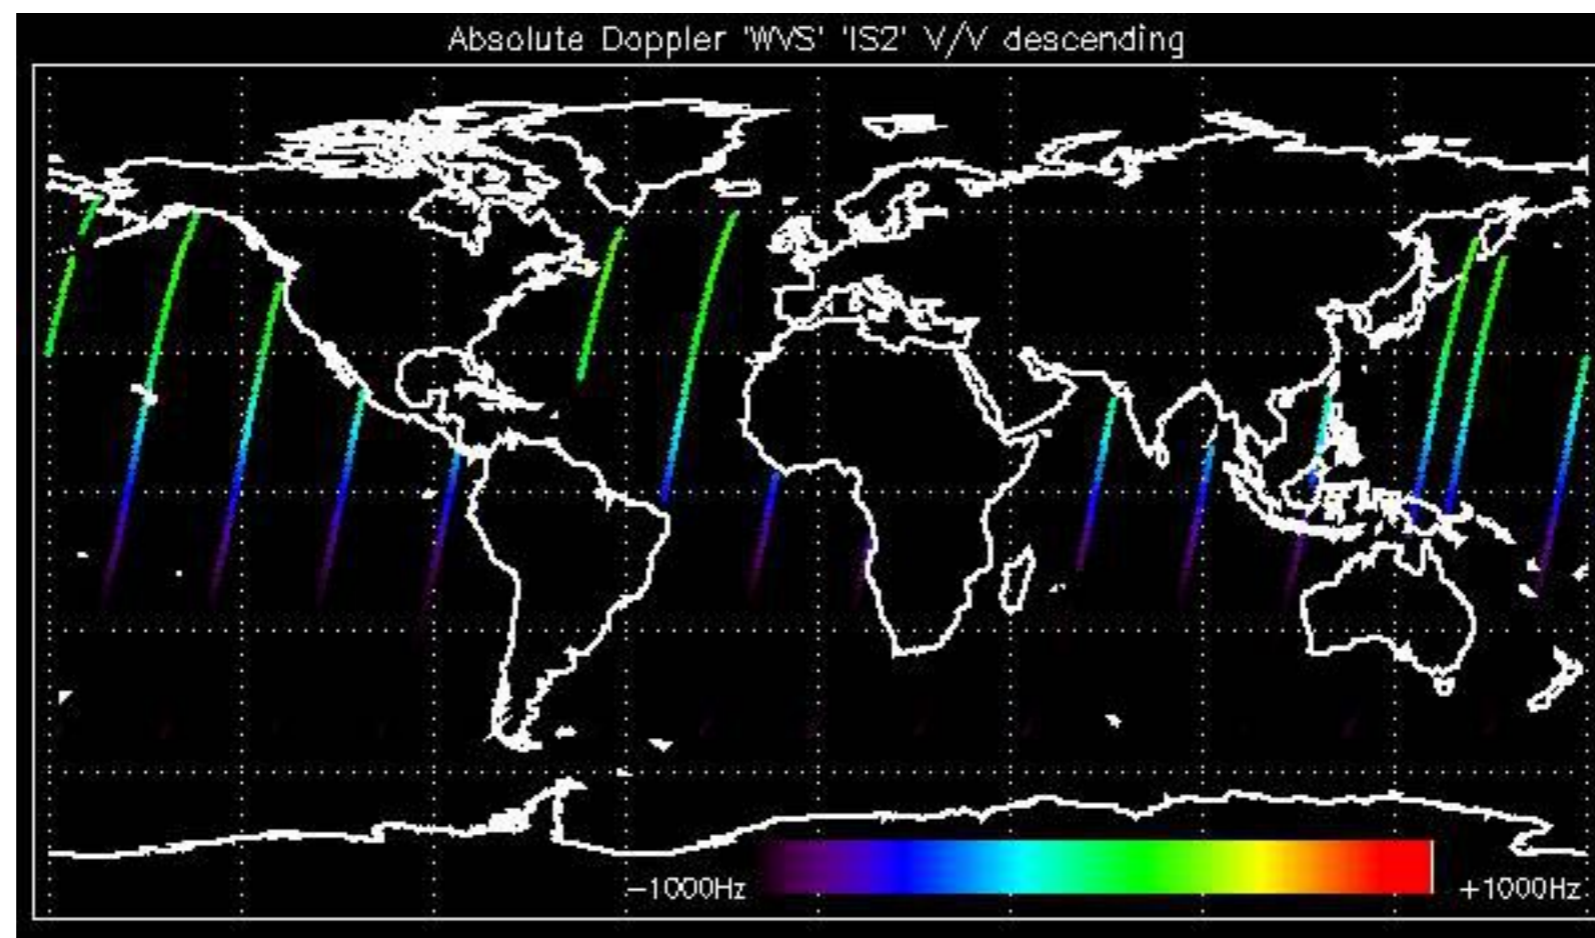 Absolute Doppler 'WVS' 'IS2' V/V descending
−1000Hz
+1000Hz